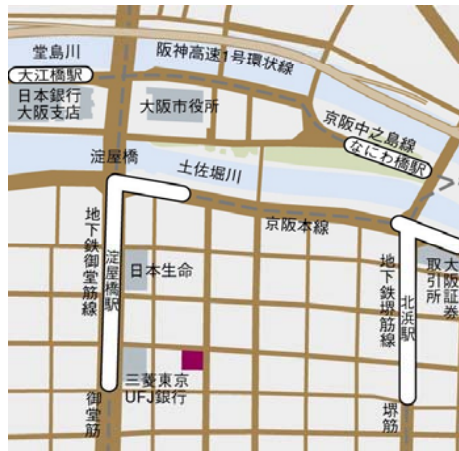 堂島川
阪神高速1号環状線
大江橋駅
日本銀行
大阪支店
大阪市役所
京阪中之島線
なにわ橋駅
淀屋橋
土佐堀川
京阪本線
地下鉄御堂筋線
淀屋橋駅
日本生命
地下鉄堺筋線
北浜駅
大阪証券
取引所
三菱東京
UFJ銀行
御堂筋
堺筋